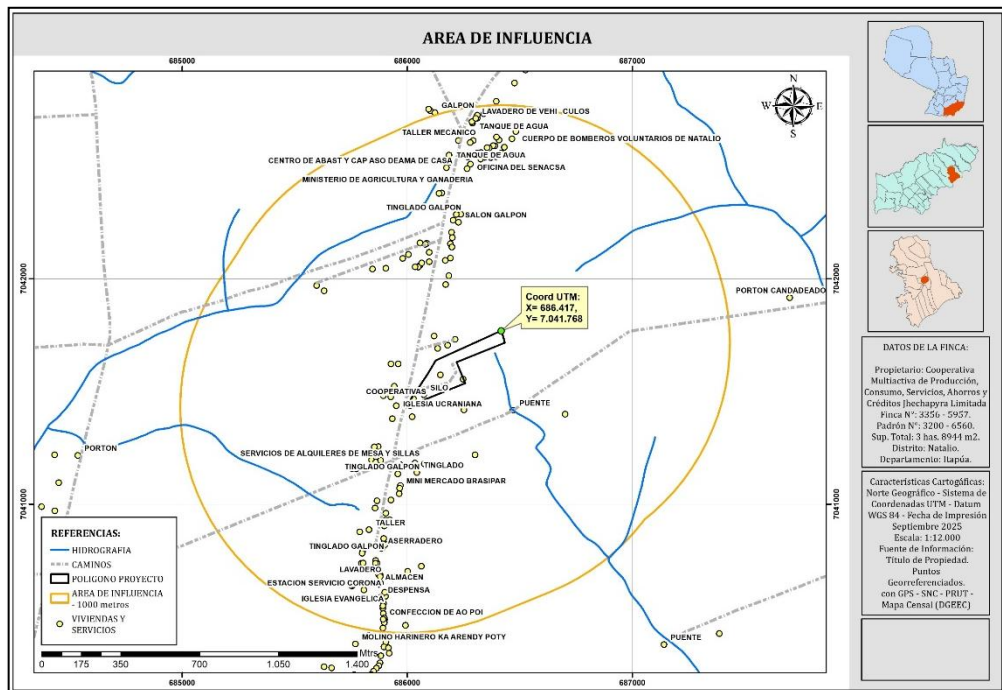 AREA DE INFLUENCIA
685000
686000
687000
N
W
E
S
GALPON
LAVADERO DE VEHI CULOS
TANQUE DE AGUA
TALLER MECANICO
CUERPO DE BOMBEROS VOLUNTARIOS DE NATALIO
TANQUE DE AGUA
CENTRO DE ABAST Y CAP ASO DEAMA DE CASA
OFICINA DEL SENACSA
MINISTERIO DE AGRICULTURA Y GANADERIA
TINGLADO GALPON
SALON GALPON
7042000
7042000
PORTON CANDADEADO
Coord UTM:
X= 686.417,
Y= 7.041.768
COOPERATIVAS
SILO
IGLESIA UCRANIANA
PUENTE
PORTON
SERVICIOS DE ALQUILERES DE MESA Y SILLAS
TINGLADO GALPON
TINGLADO
MINI MERCADO BRASIPAR
7041000
7041000
TALLER
ASERRADERO
TINGLADO GALPON
LAVADERO
ALMACEN
ESTACION SERVICIO CORONA
DESPENSA
IGLESIA EVANGELICA
CONFECCION DE AO POI
MOLINO HARINERO KA ARENDY POTY
PUENTE
REFERENCIAS:
HIDROGRAFIA
CAMINOS
POLIGONO PROYECTO
AREA DE INFLUENCIA
- 1000 metros
VIVIENDAS Y
SERVICIOS
0 175 350 700 1.050 1.400 Mtrs
685000
686000
687000
DATOS DE LA FINCA:
Propietario: Cooperativa
Multiactiva de Producción,
Consumo, Servicios, Ahorros y
Créditos Jhechapyra Limitada
Finca N°: 3356 - 5957.
Padrón N°: 3200 - 6560.
Sup. Total: 3 has. 8944 m2.
Distrito: Natalio.
Departamento: Itapúa.
Características Cartogáficas:
Norte Geográfico - Sistema de
Coordenadas UTM - Datum
WGS 84 - Fecha de Impresión
Septiembre 2025
Escala: 1:12.000
Fuente de Información:
Título de Propiedad.
Puntos
Georreferenciados.
con GPS - SNC - PRUT -
Mapa Censal (DGEEC)